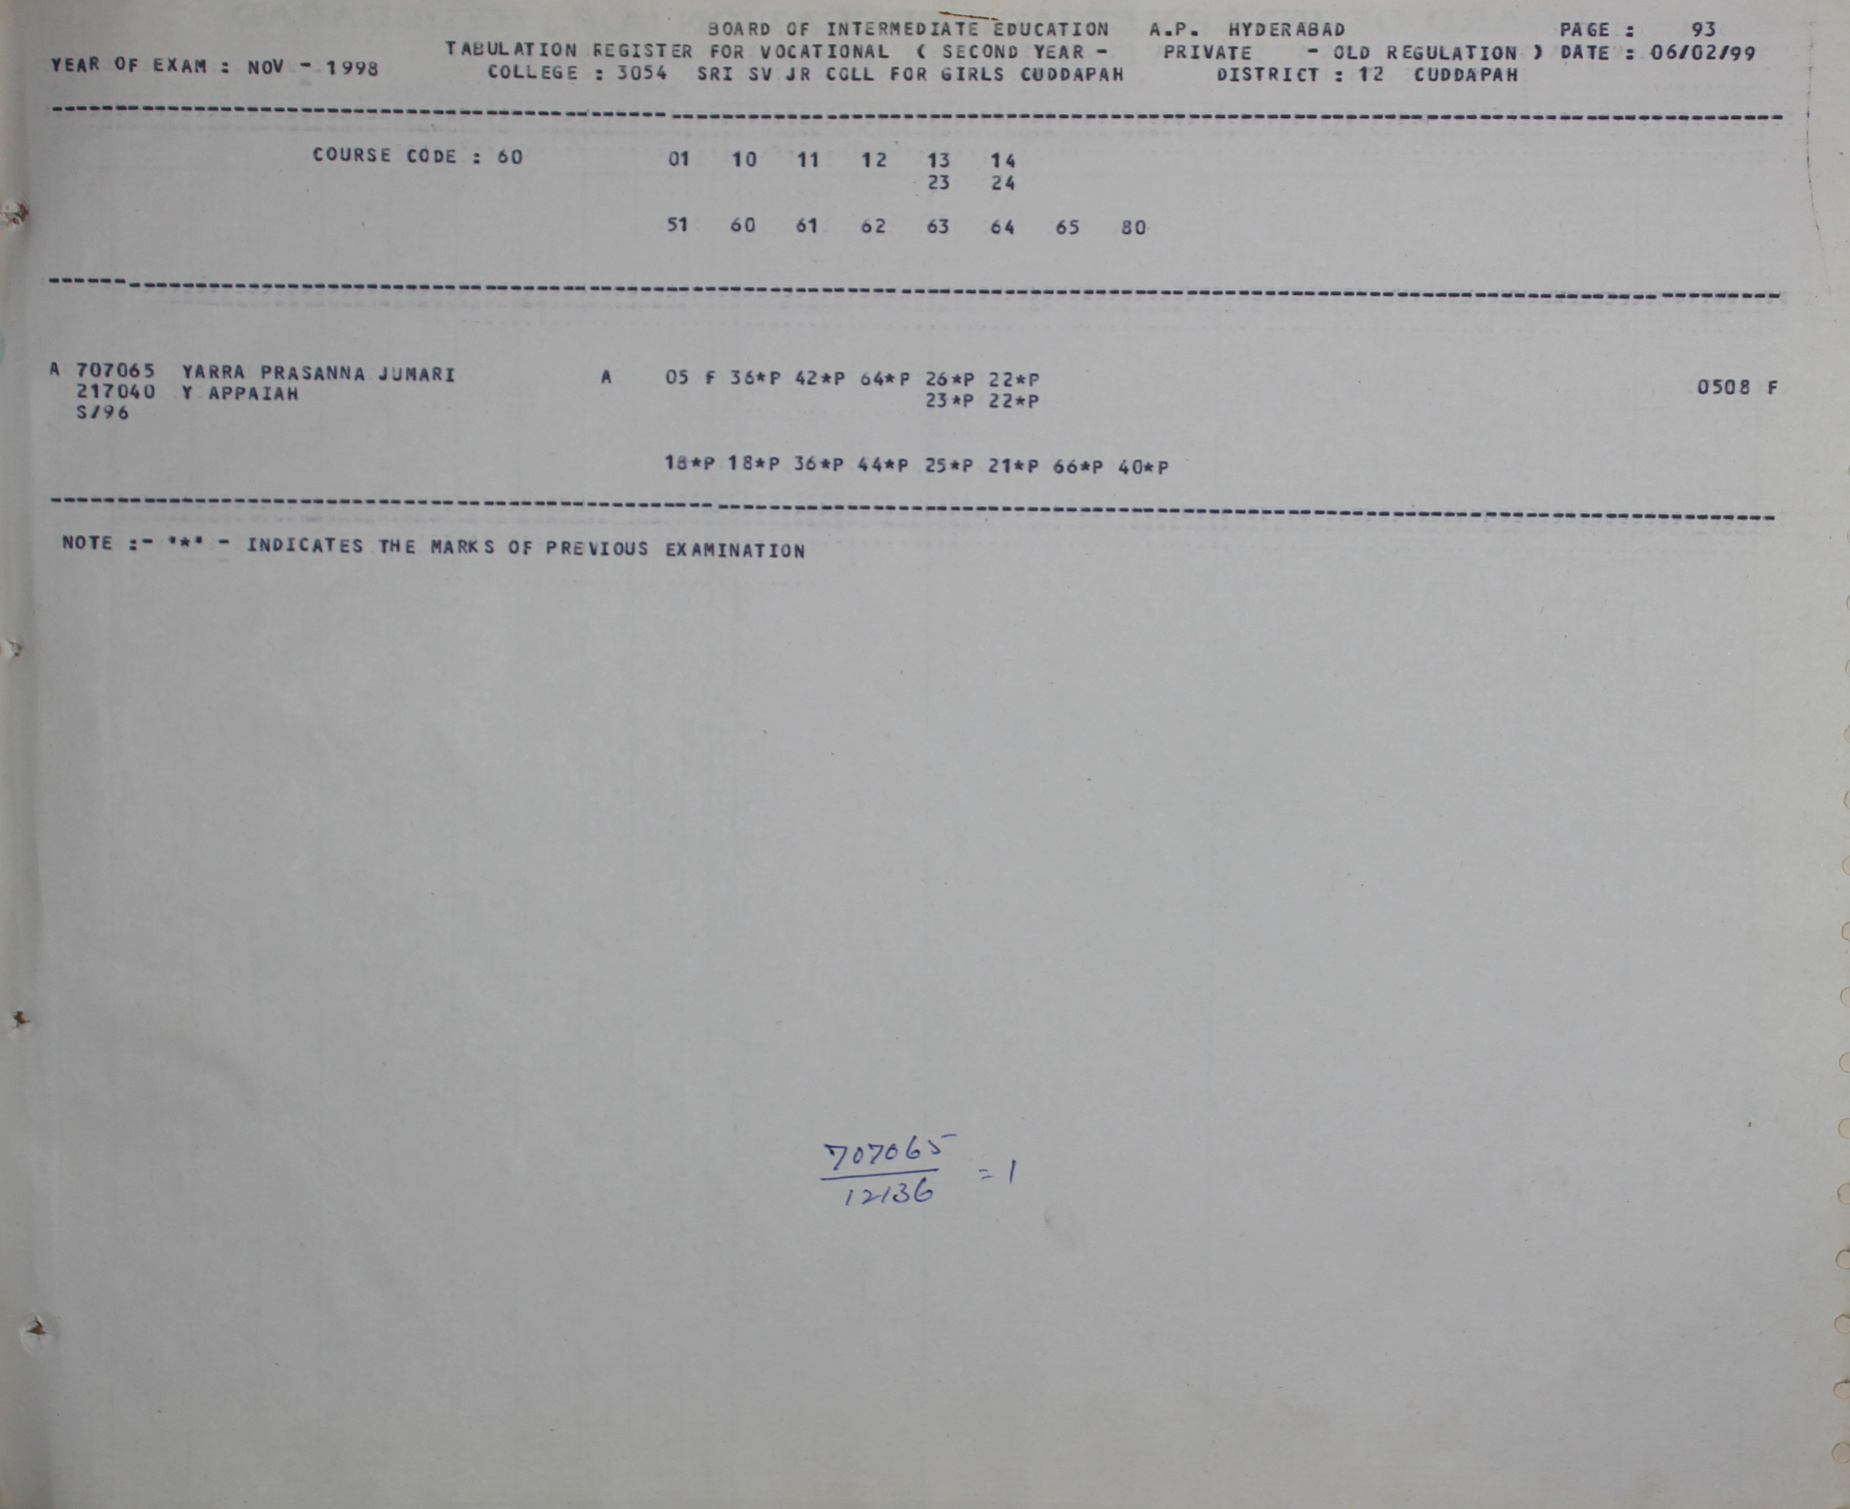 BOARD OF INTERMEDIATE EDUCATION A.P. HYDERABAD PAGE : 93
TABULATION REGISTER FOR VOCATIONAL ( SECOND YEAR - PRIVATE - OLD REGULATION ) DATE : 06/02/99
YEAR OF EXAM : NOV - 1998 COLLEGE : 3054 SRI SV JR COLL FOR GIRLS CUDDAPAH DISTRICT : 12 CUDDAPAH
COURSE CODE : 60 01 10 11 12 13 14
23 24
51 60 61 62 63 64 65 80
A 707065 YARRA PRASANNA JUMARI A 05 F 36*P 42*P 64*P 26*P 22*P 0508 F
217040 Y APPAIAH 23*P 22*P
S/96
18*P 18*P 36*P 44*P 25*P 21*P 66*P 40*P
NOTE :- "*" - INDICATES THE MARKS OF PREVIOUS EXAMINATION
707065
12136 = 1